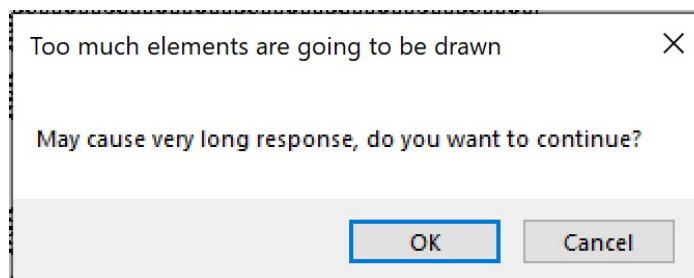 Too much elements are going to be drawn
May cause very long response, do you want to continue?
OK Cancel